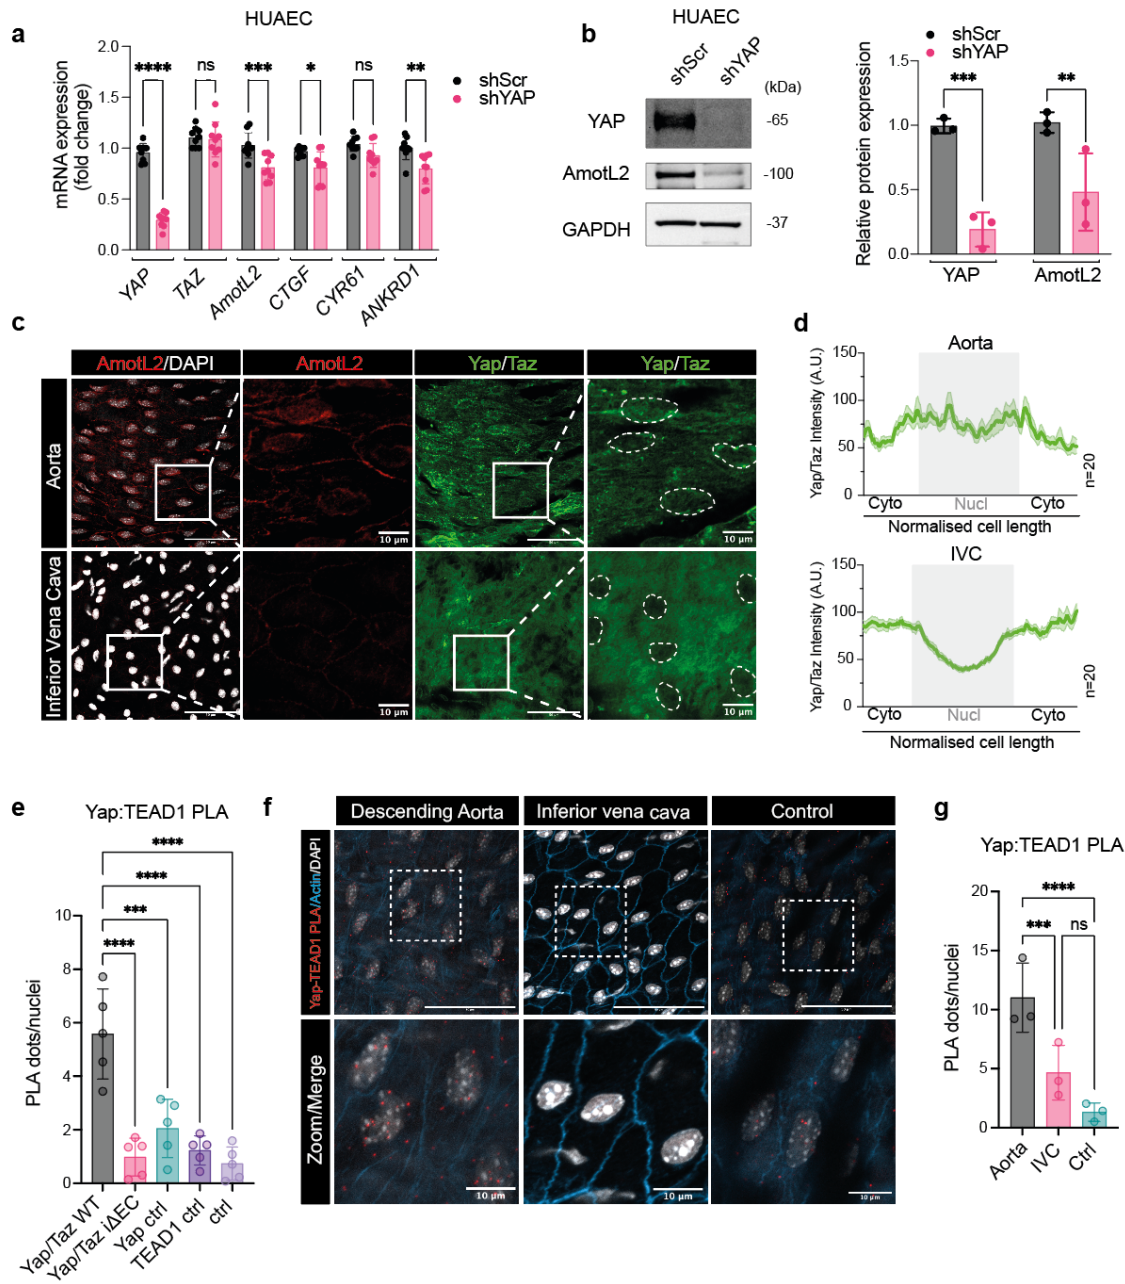 a
HUAEC
mRNA expression
(fold change)
2.0
1.5
1.0
0.5
0.0
**** ns *** * ns **
shScr
shYAP
YAP TAZ AmotL2 CTGF CYR61 ANKRD1
b
HUAEC
shScr shYAP
(kDa)
YAP -65
AmotL2 -100
GAPDH -37
shScr
shYAP
Relative protein expression
1.5
1.0
0.5
0.0
*** **
YAP AmotL2
c
AmotL2/DAPI AmotL2 Yap/Taz Yap/Taz
Aorta
10 µm 10 µm
Inferior Vena Cava
10 µm 10 µm
d
Aorta
Yap/Taz Intensity (A.U.)
150
100
50
0
Cyto Nucl Cyto
Normalised cell length
n=20
IVC
Yap/Taz Intensity (A.U.)
150
100
50
0
Cyto Nucl Cyto
Normalised cell length
n=20
e
Yap:TEAD1 PLA
****
****
***
****
PLA dots/nuclei
10
8
6
4
2
0
Yap/Taz WT
Yap/Taz iΔEC
Yap ctrl
TEAD1 ctrl
ctrl
f
Descending Aorta Inferior vena cava Control
Yap-TEAD1 PLA/Actin/DAPI
Zoom/Merge
10 µm 10 µm 10 µm
g
Yap:TEAD1 PLA
****
*** ns
PLA dots/nuclei
20
15
10
5
0
Aorta IVC Ctrl